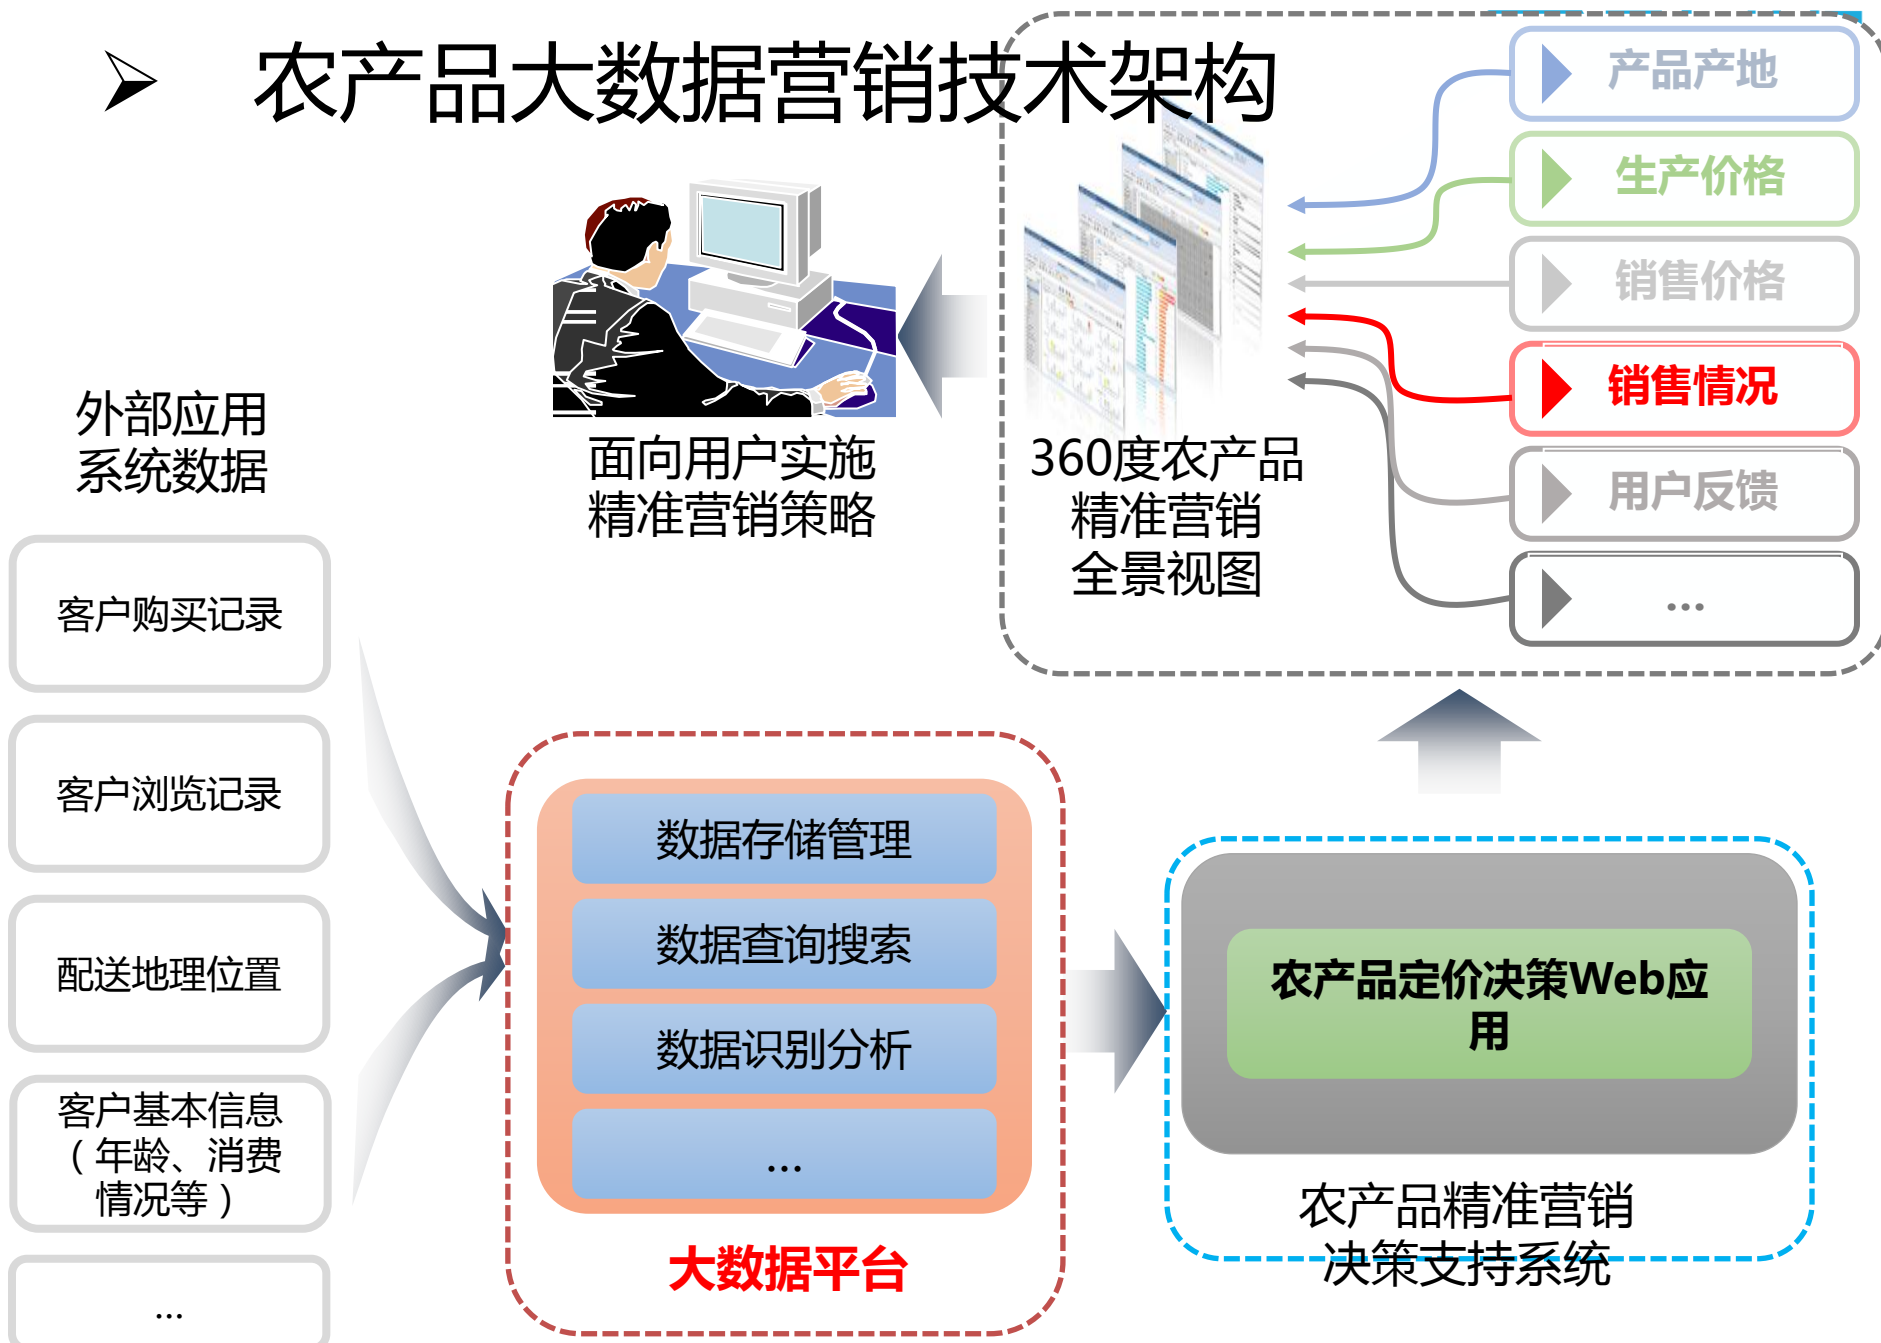 农产品大数据营销技术架构
产品产地
生产价格
销售价格
销售情况
用户反馈
...
360度农产品
精准营销
全景视图
面向用户实施
精准营销策略
外部应用
系统数据
客户购买记录
客户浏览记录
配送地理位置
客户基本信息
（年龄、消费
情况等）
...
数据存储管理
数据查询搜索
数据识别分析
...
大数据平台
农产品定价决策Web应
用
农产品精准营销
决策支持系统